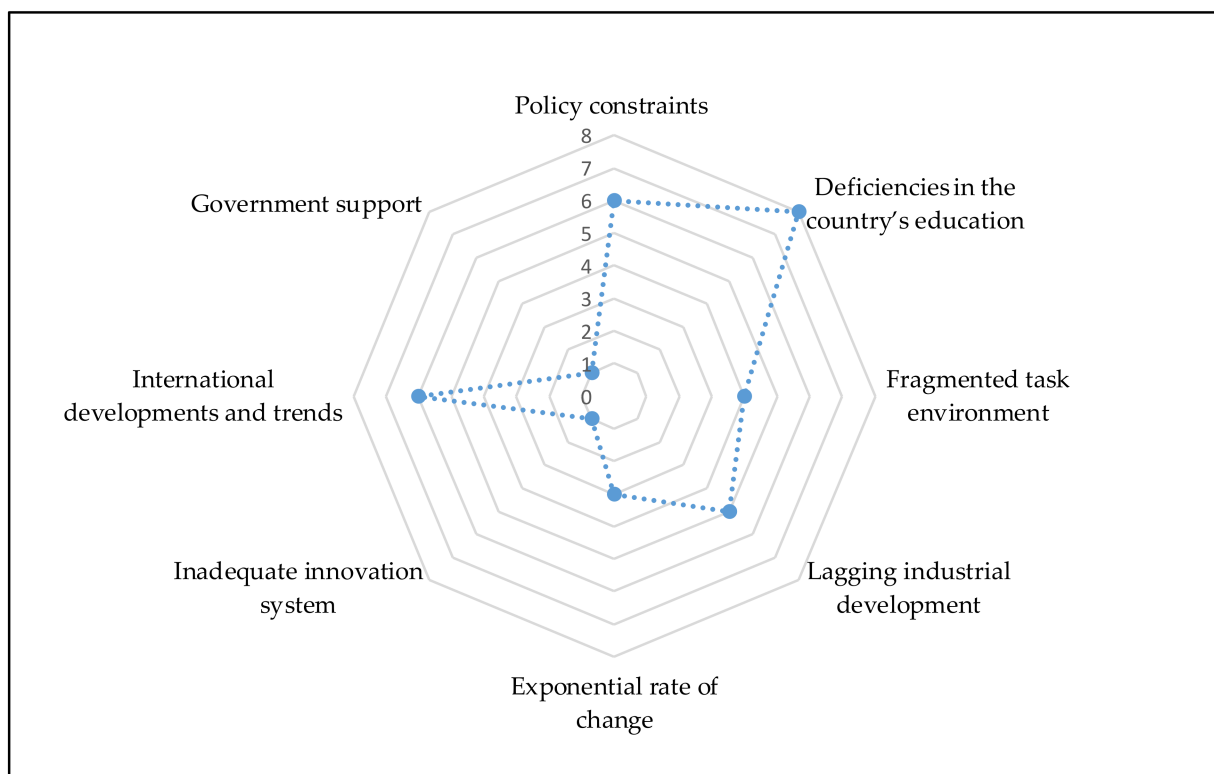 Policy constraints
8
7
6
5
4
3
2
1
0
Deficiencies in the
country’s education
Government support
International
developments and trends
Fragmented task
environment
Inadequate innovation
system
Lagging industrial
development
Exponential rate of
change